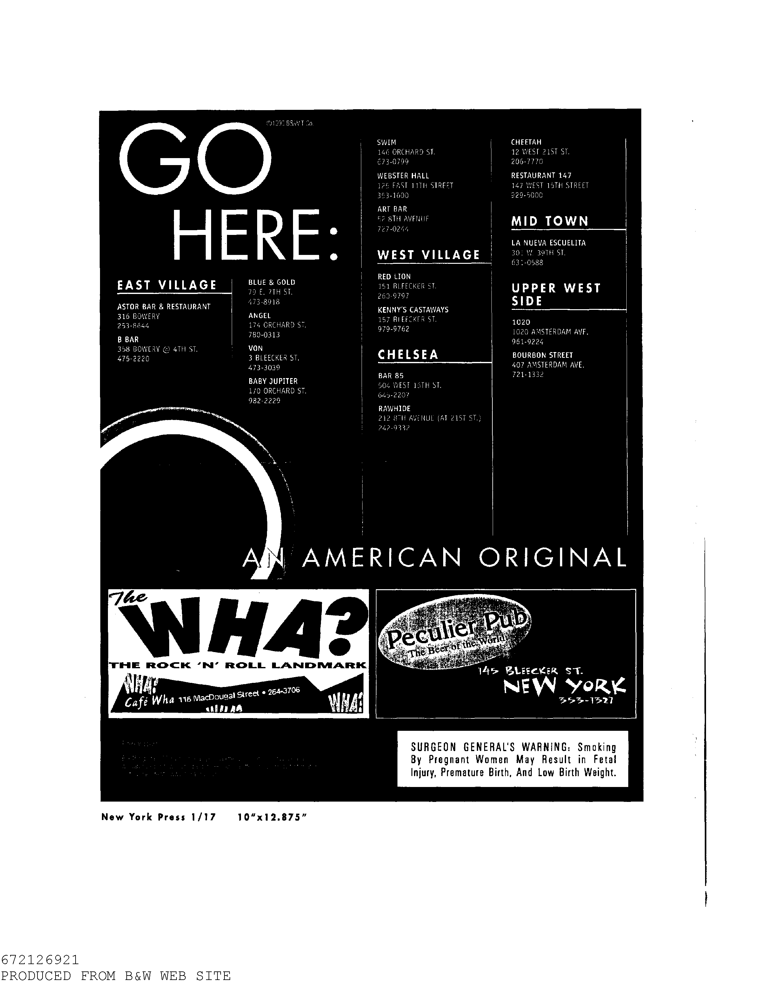 GO
HERE:
EAST VILLAGE
ASTOR BAR & RESTAURANT
316 BOWERY
253-8644
B BAR
358 BOWERY @ 4TH ST.
475-2220
BLUE & GOLD
79 E. 7TH ST.
473-8918
ANGEL
174 ORCHARD ST.
780-0313
VON
3 BLEECKER ST.
473-3039
BABY JUPITER
170 ORCHARD ST.
982-2229
SWIM
146 ORCHARD ST.
673-0799
WEBSTER HALL
125 EAST 11TH STREET
353-1600
ART BAR
52 8TH AVENUE
727-0244
WEST VILLAGE
RED LION
151 BLEECKER ST.
260-9797
KENNY'S CASTAWAYS
157 BLEECKER ST.
979-9762
CHELSEA
BAR 85
504 WEST 16TH ST.
645-2207
RAWHIDE
212 8TH AVENUE (AT 21ST ST.)
242-9332
CHEETAH
12 WEST 21ST ST.
206-7770
RESTAURANT 147
147 WEST 15TH STREET
929-5000
MID TOWN
LA NUEVA ESCUELITA
301 W. 39TH ST.
631-0588
UPPER WEST
SIDE
1020
1020 AMSTERDAM AVE.
961-9224
BOURBON STREET
407 AMSTERDAM AVE.
721-1332
AN AMERICAN ORIGINAL
The
WHA?
THE ROCK 'N' ROLL LANDMARK
WHA?
Café Wha 115 MacDougal Street • 254-3706
WHA?
Peculier Pub
The Beer of the World
145 BLEECKER ST.
NEW YORK
353-1327
SURGEON GENERAL'S WARNING: Smoking
By Pregnant Women May Result in Fetal
Injury, Premature Birth, And Low Birth Weight.
New York Press 1/17 10"x12.875"
672126921
PRODUCED FROM B&W WEB SITE